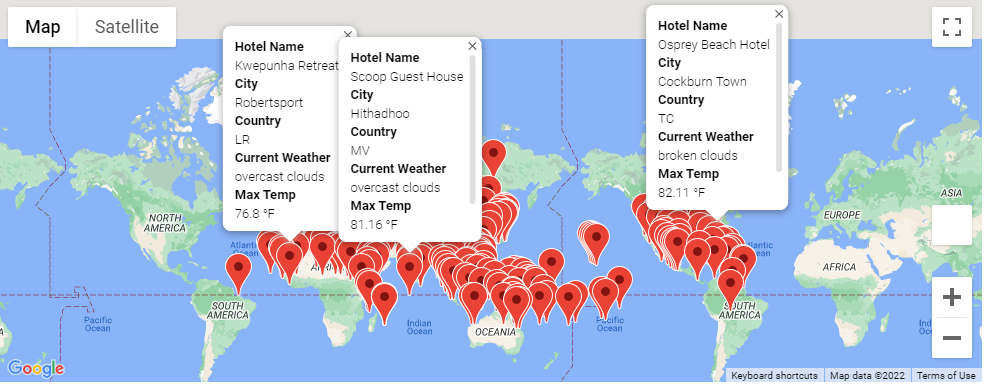 Map
Satellite
Hotel Name
Kwepunha Retreat
City
Robertsport
Country
LR
Current Weather
overcast clouds
Max Temp
76.8 °F
Hotel Name
Scoop Guest House
City
Hithadhoo
Country
MV
Current Weather
overcast clouds
Max Temp
81.16 °F
Hotel Name
Osprey Beach Hotel
City
Cockburn Town
Country
TC
Current Weather
broken clouds
Max Temp
82.11 °F
NORTH
AMERICA
EUROPE
ASIA
Atlantic
Ocean
AFRICA
SOUTH
AMERICA
Pacific
Ocean
Indian
Ocean
OCEANIA
Pacific
Ocean
SOUTH
AMERICA
AFRICA
Indian
Ocean
Google
Keyboard shortcuts
Map data ©2022
Terms of Use